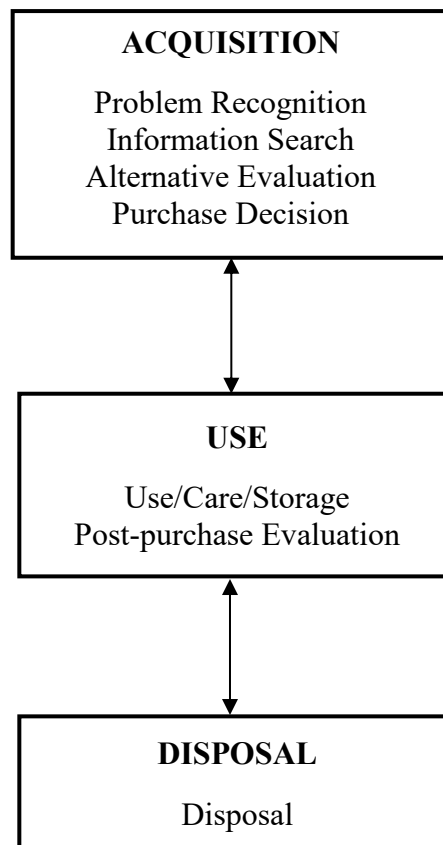 ACQUISITION
Problem Recognition
Information Search
Alternative Evaluation
Purchase Decision
USE
Use/Care/Storage
Post-purchase Evaluation
DISPOSAL
Disposal